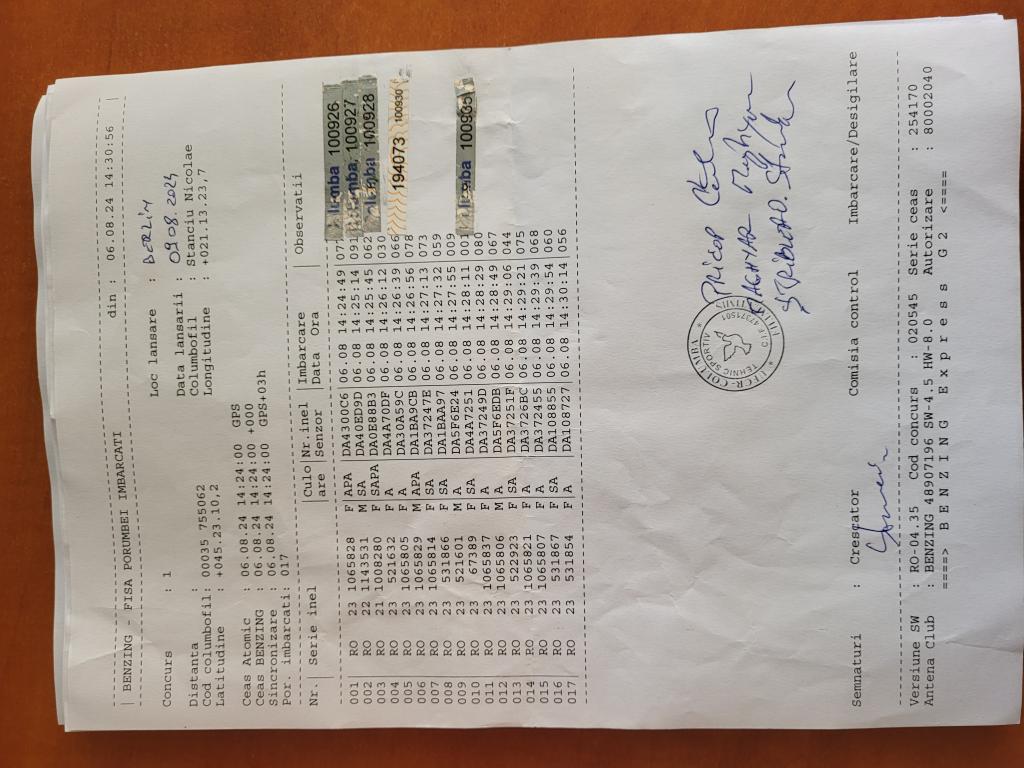 BENZING - FISA PORUMBEI IMBARCATI din : 06.08.24 14:30:56
Concurs : 1 Loc lansare : BERLIN
Distanta : Data lansarii : 09.08.2024
Cod columbofil: 00035 755062 Columbofil : Stanciu Nicolae
Latitudine : +045.23.10,2 Longitudine : +021.13.23,7
Ceas Atomic : 06.08.24 14:24:00 GPS
Ceas BENZING : 06.08.24 14:24:00 +000
Sincronizare : 06.08.24 14:24:00 GPS+03h
Por. imbarcati: 017
Nr. Serie inel |Culo|Nr.inel |Imbarcare Observatii
|are |Senzor |Data Ora
001 RO 23 1065828 F APA DA4300C6 06.08 14:24:49 077 100926
002 RO 22 1143531 M SA DA40ED9D 06.08 14:25:14 091 100927
003 RO 21 1008280 F SAPA DA0E88B3 06.08 14:25:45 062 100928
004 RO 23 521632 F A DA4A70DF 06.08 14:26:12 030
005 RO 23 1065805 F A DA30A59C 06.08 14:26:39 066 194073 100930
006 RO 23 1065829 M APA DA1BA9CB 06.08 14:26:56 078
007 RO 23 1065814 F SA DA37247E 06.08 14:27:13 073
008 RO 23 531866 F SA DA1BAA97 06.08 14:27:32 059
009 RO 23 521601 M A DA5F6E24 06.08 14:27:55 009
010 RO 23 67389 F SA DA4A7251 06.08 14:28:11 001 100935
011 RO 23 1065837 F A DA37249D 06.08 14:28:29 080
012 RO 23 1065806 M A DA5F6EDB 06.08 14:28:49 067
013 RO 23 522923 F SA DA37251F 06.08 14:29:06 044
014 RO 23 1065821 F A DA3726BC 06.08 14:29:21 075
015 RO 23 1065807 F A DA372455 06.08 14:29:39 068
016 RO 23 531867 F SA DA108855 06.08 14:29:54 060
017 RO 23 531854 F A DA108727 06.08 14:30:14 056
PRICOP
MAGHYAR
UFCR-COLUMBA
TEHNIC SPORTIV
CIF 47371501
Semnaturi : Crescator Comisia control Imbarcare/Desigilare
Versiune SW : RO-04.35 Cod concurs : 020545 Serie ceas : 254170
Antena Club : BENZING 48907196 SW-4.5 HW-8.0 Autorizare : 80002040
====> B E N Z I N G E x p r e s s G 2 <====